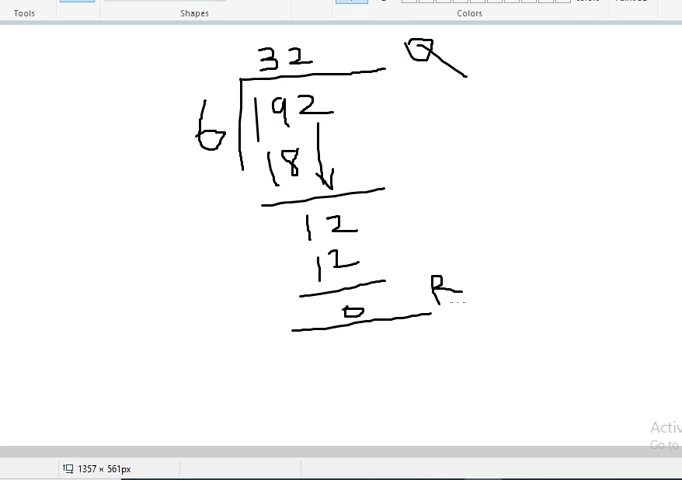 Tools Shapes Colors
32 Q
6 192
18
12
12
0 R
Activ
Go to
1357 × 561px